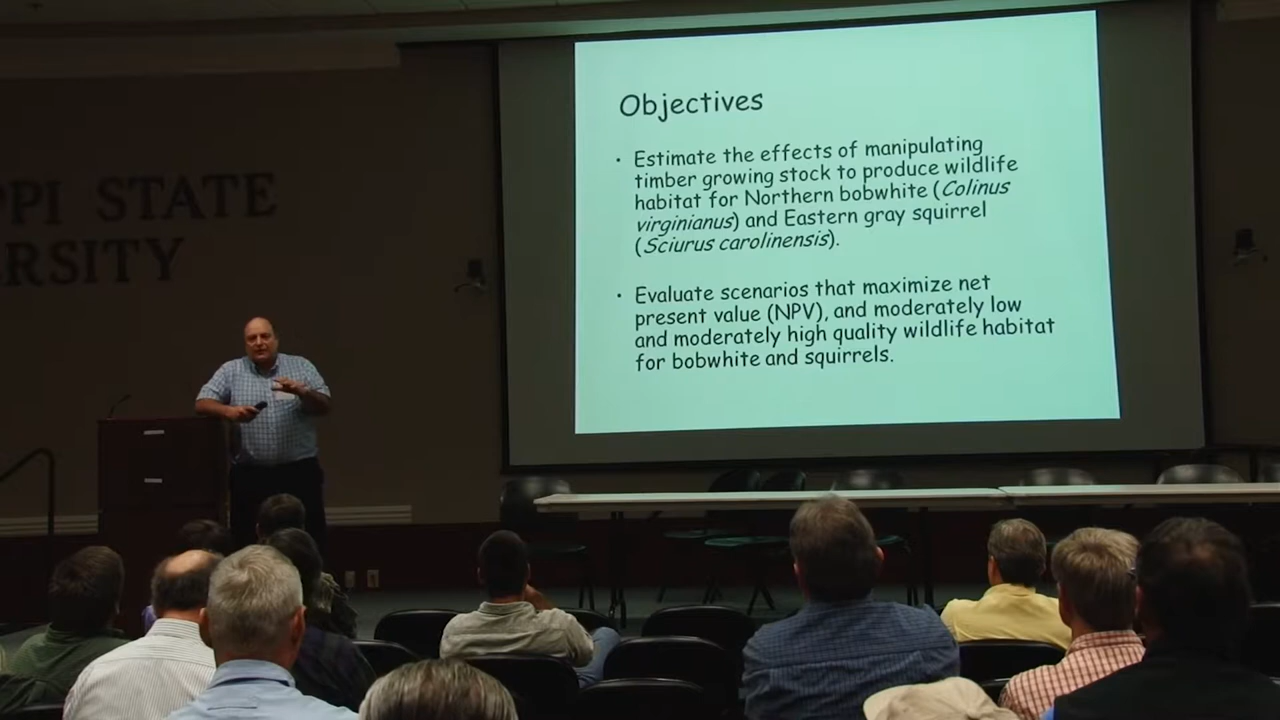 PPI STATE
ERSITY
Objectives
• Estimate the effects of manipulating
timber growing stock to produce wildlife
habitat for Northern bobwhite (Colinus
virginianus) and Eastern gray squirrel
(Sciurus carolinensis).
• Evaluate scenarios that maximize net
present value (NPV), and moderately low
and moderately high quality wildlife habitat
for bobwhite and squirrels.